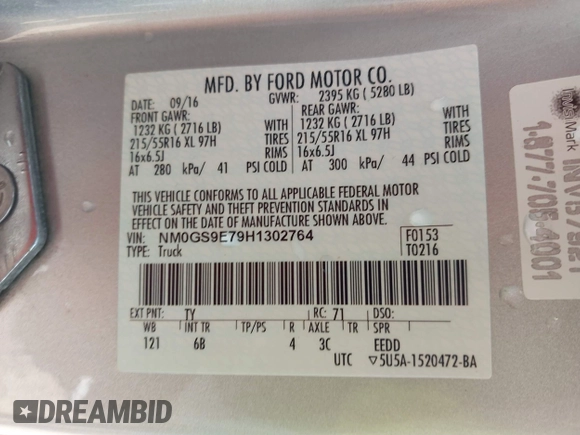 MFD. BY FORD MOTOR CO.
DATE: 09/16 GVWR: 2395 KG ( 5280 LB)
FRONT GAWR: REAR GAWR:
1232 KG ( 2716 LB) WITH 1232 KG ( 2716 LB) WITH
215/55R16 XL 97H TIRES 215/55R16 XL 97H TIRES
16x6.5J RIMS 16x6.5J RIMS
AT 280 kPa/ 41 PSI COLD AT 300 kPa/ 44 PSI COLD
THIS VEHICLE CONFORMS TO ALL APPLICABLE FEDERAL MOTOR
VEHICLE SAFETY AND THEFT PREVENTION STANDARDS IN
EFFECT ON THE DATE OF MANUFACTURE SHOWN ABOVE.
VIN: NM0GS9E79H1302764 F0153
TYPE: Truck T0216
EXT PNT: TY RC: 71 DSO:
WB INT TR TP/PS R AXLE TR SPR
121 6B 4 3C EEDD
UTC ▽5U5A-1520472-BA
Mark
1-877-705-4001
DREAMBID